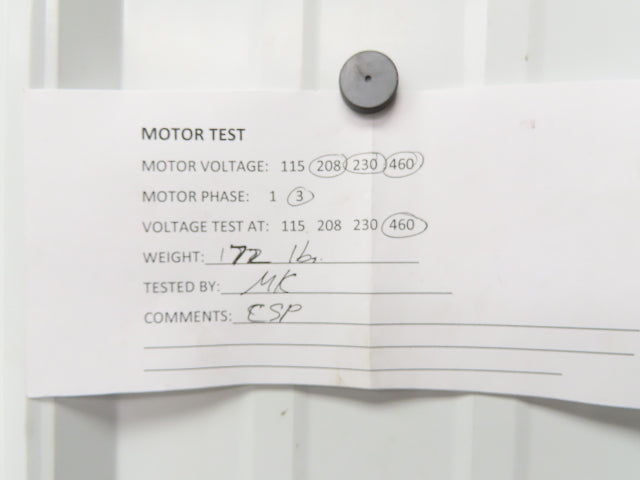 MOTOR TEST
MOTOR VOLTAGE: 115 208 230 460
MOTOR PHASE: 1 3
VOLTAGE TEST AT: 115 208 230 460
WEIGHT: 172 lbs.
TESTED BY: MK
COMMENTS: ESP